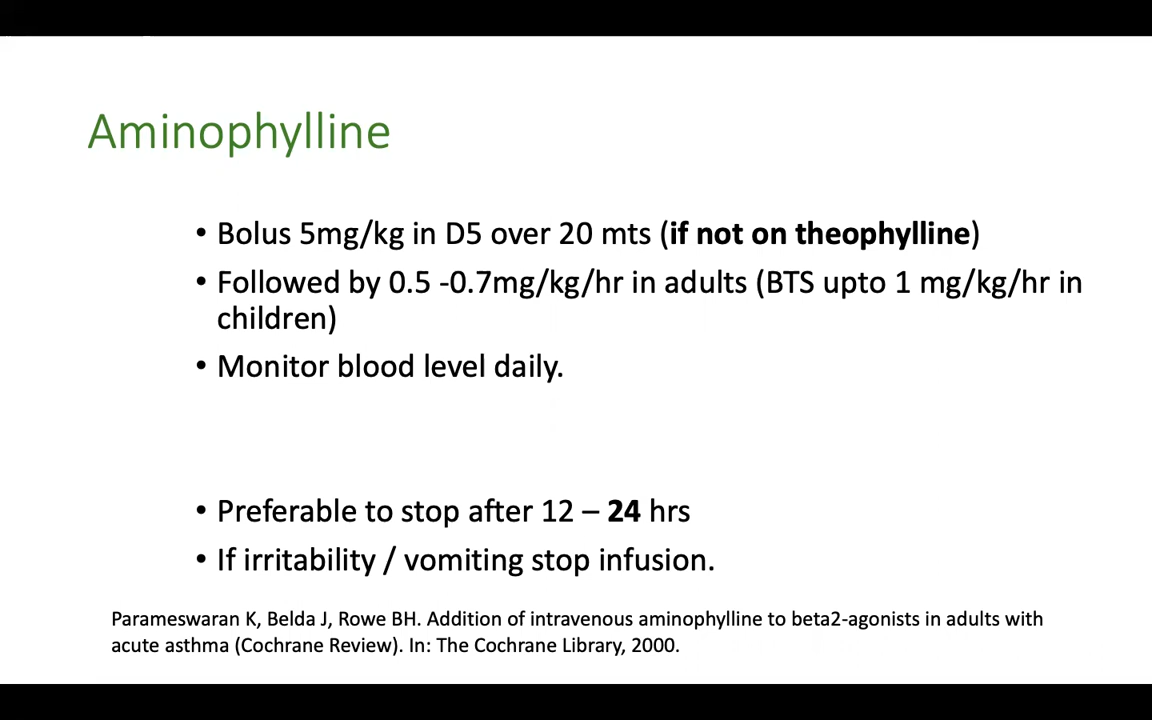 Aminophylline
• Bolus 5mg/kg in D5 over 20 mts (if not on theophylline)
• Followed by 0.5 -0.7mg/kg/hr in adults (BTS upto 1 mg/kg/hr in
children)
• Monitor blood level daily.
• Preferable to stop after 12 – 24 hrs
• If irritability / vomiting stop infusion.
Parameswaran K, Belda J, Rowe BH. Addition of intravenous aminophylline to beta2-agonists in adults with
acute asthma (Cochrane Review). In: The Cochrane Library, 2000.